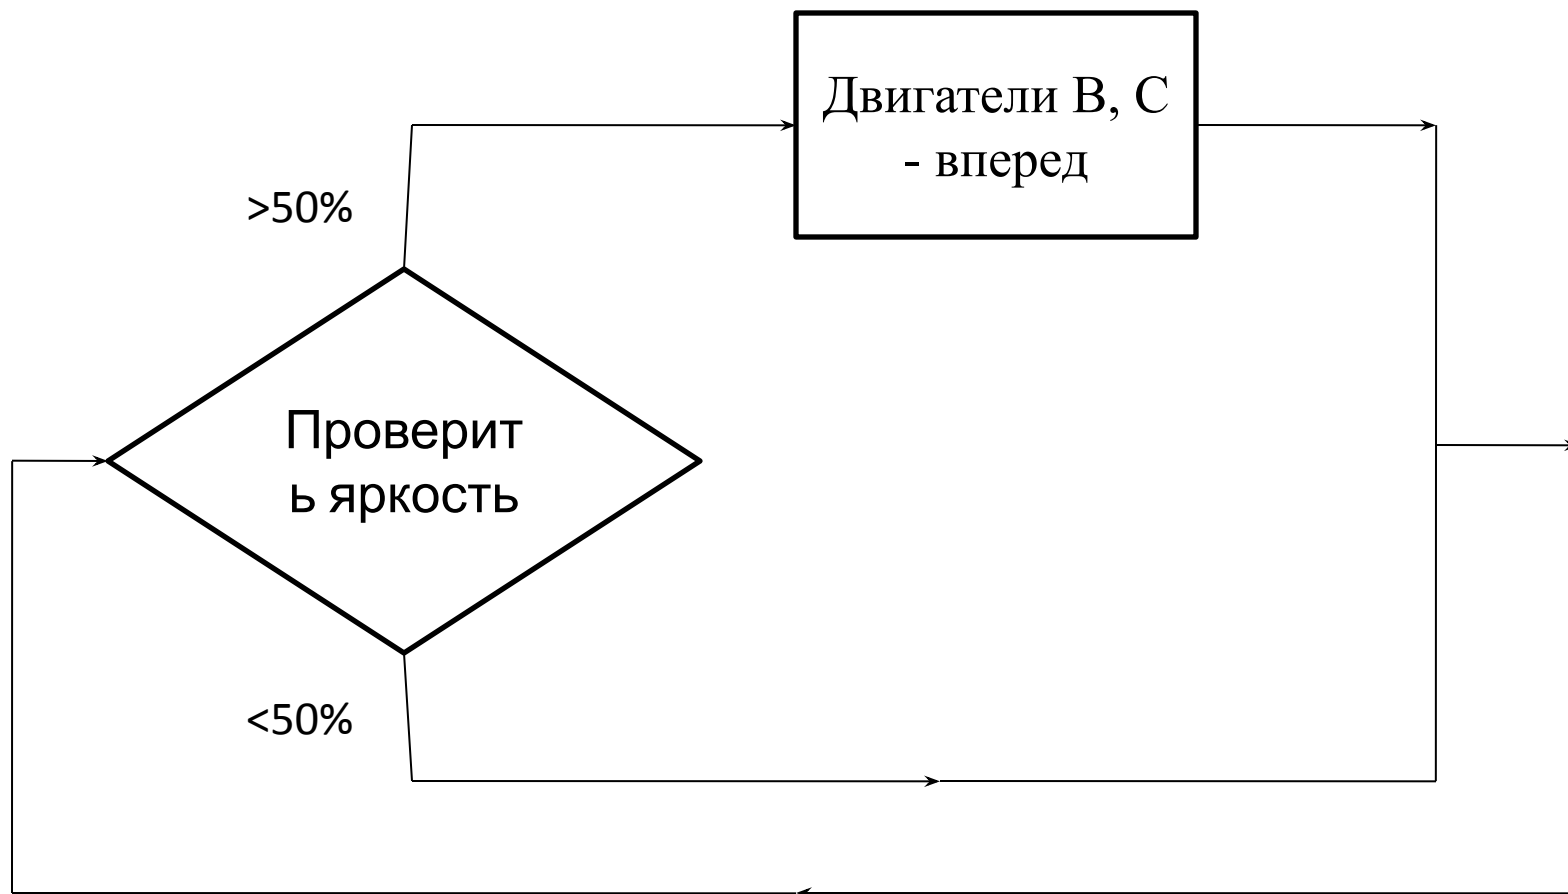 Двигатели В, С
- вперед
>50%
Проверит
ь яркость
<50%